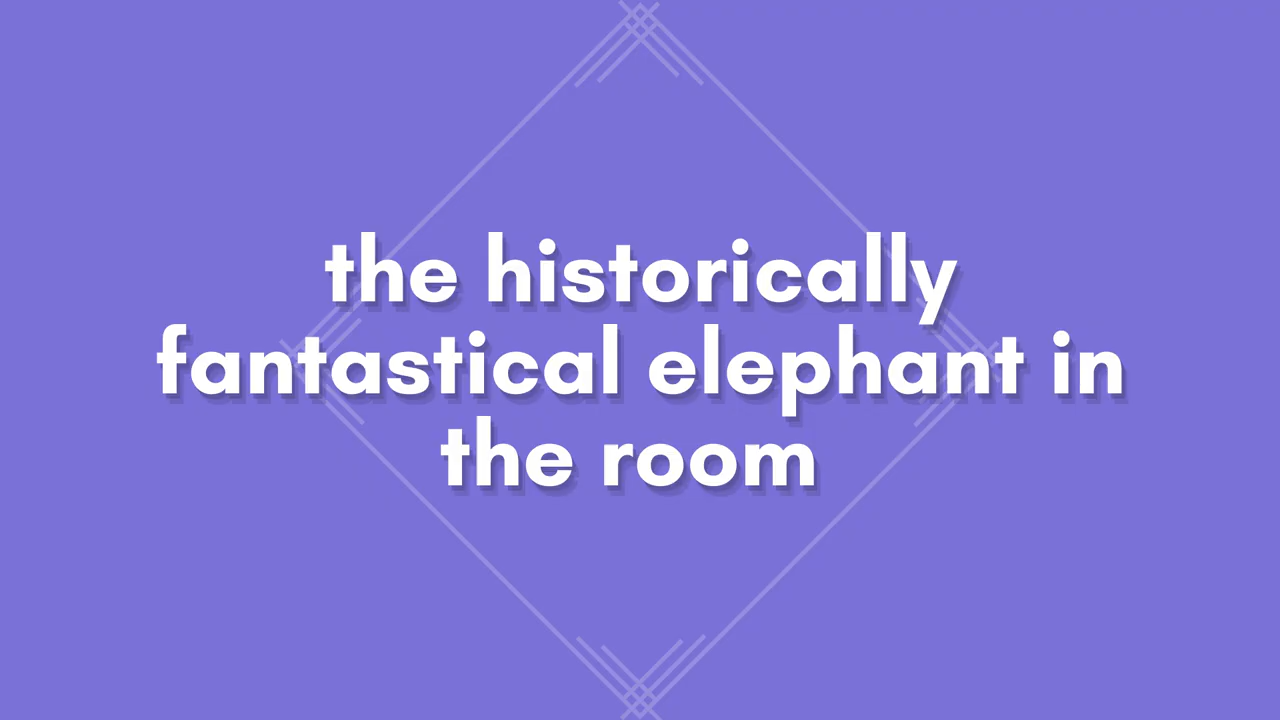 the historically
fantastical elephant in
the room